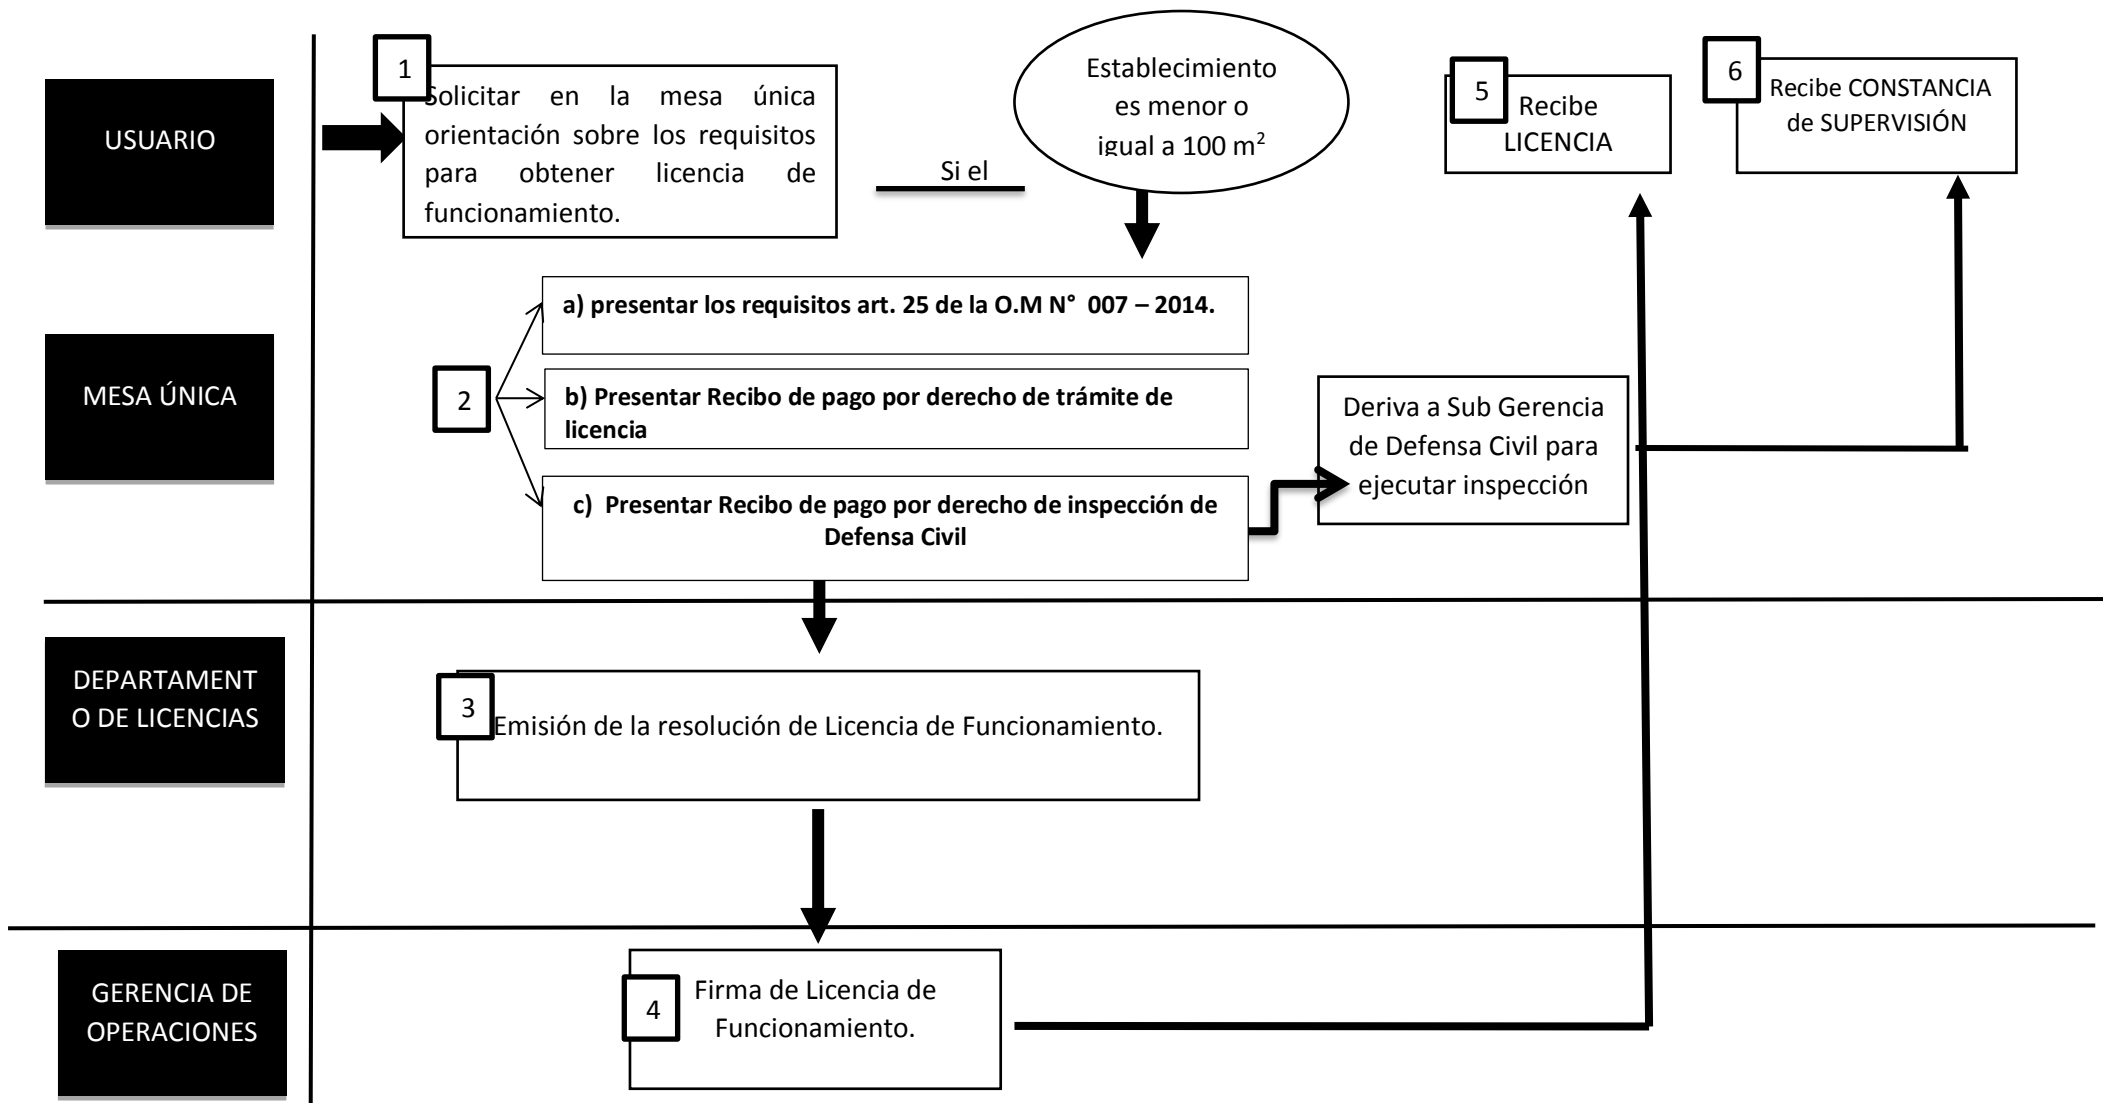 USUARIO
1
Solicitar en la mesa única
orientación sobre los requisitos
para obtener licencia de
funcionamiento.
Si el
Establecimiento
es menor o
igual a 100 m²
5
Recibe
LICENCIA
6
Recibe CONSTANCIA
de SUPERVISIÓN
MESA ÚNICA
2
a) presentar los requisitos art. 25 de la O.M N° 007 – 2014.
b) Presentar Recibo de pago por derecho de trámite de
licencia
c) Presentar Recibo de pago por derecho de inspección de
Defensa Civil
Deriva a Sub Gerencia
de Defensa Civil para
ejecutar inspección
DEPARTAMENT
O DE LICENCIAS
3
Emisión de la resolución de Licencia de Funcionamiento.
GERENCIA DE
OPERACIONES
4
Firma de Licencia de
Funcionamiento.